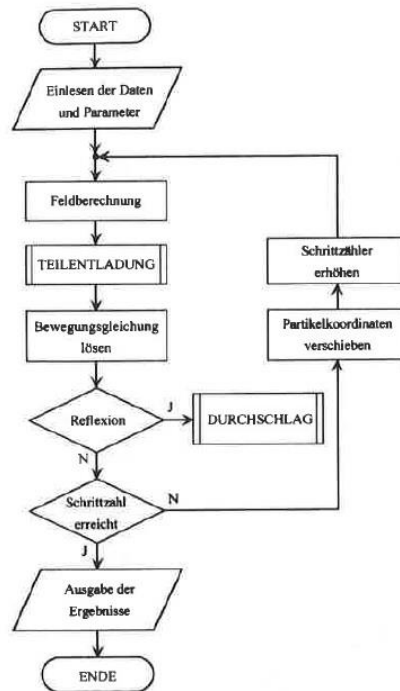 START
Einlesen der Daten
und Parameter
Feldberechnung
TEILENTLADUNG
Bewegungsgleichung
lösen
Reflexion
J
DURCHSCHLAG
N
Schrittzahl
erreicht
N
J
Schrittzähler
erhöhen
Partikelkoordinaten
verschieben
Ausgabe der
Ergebnisse
ENDE